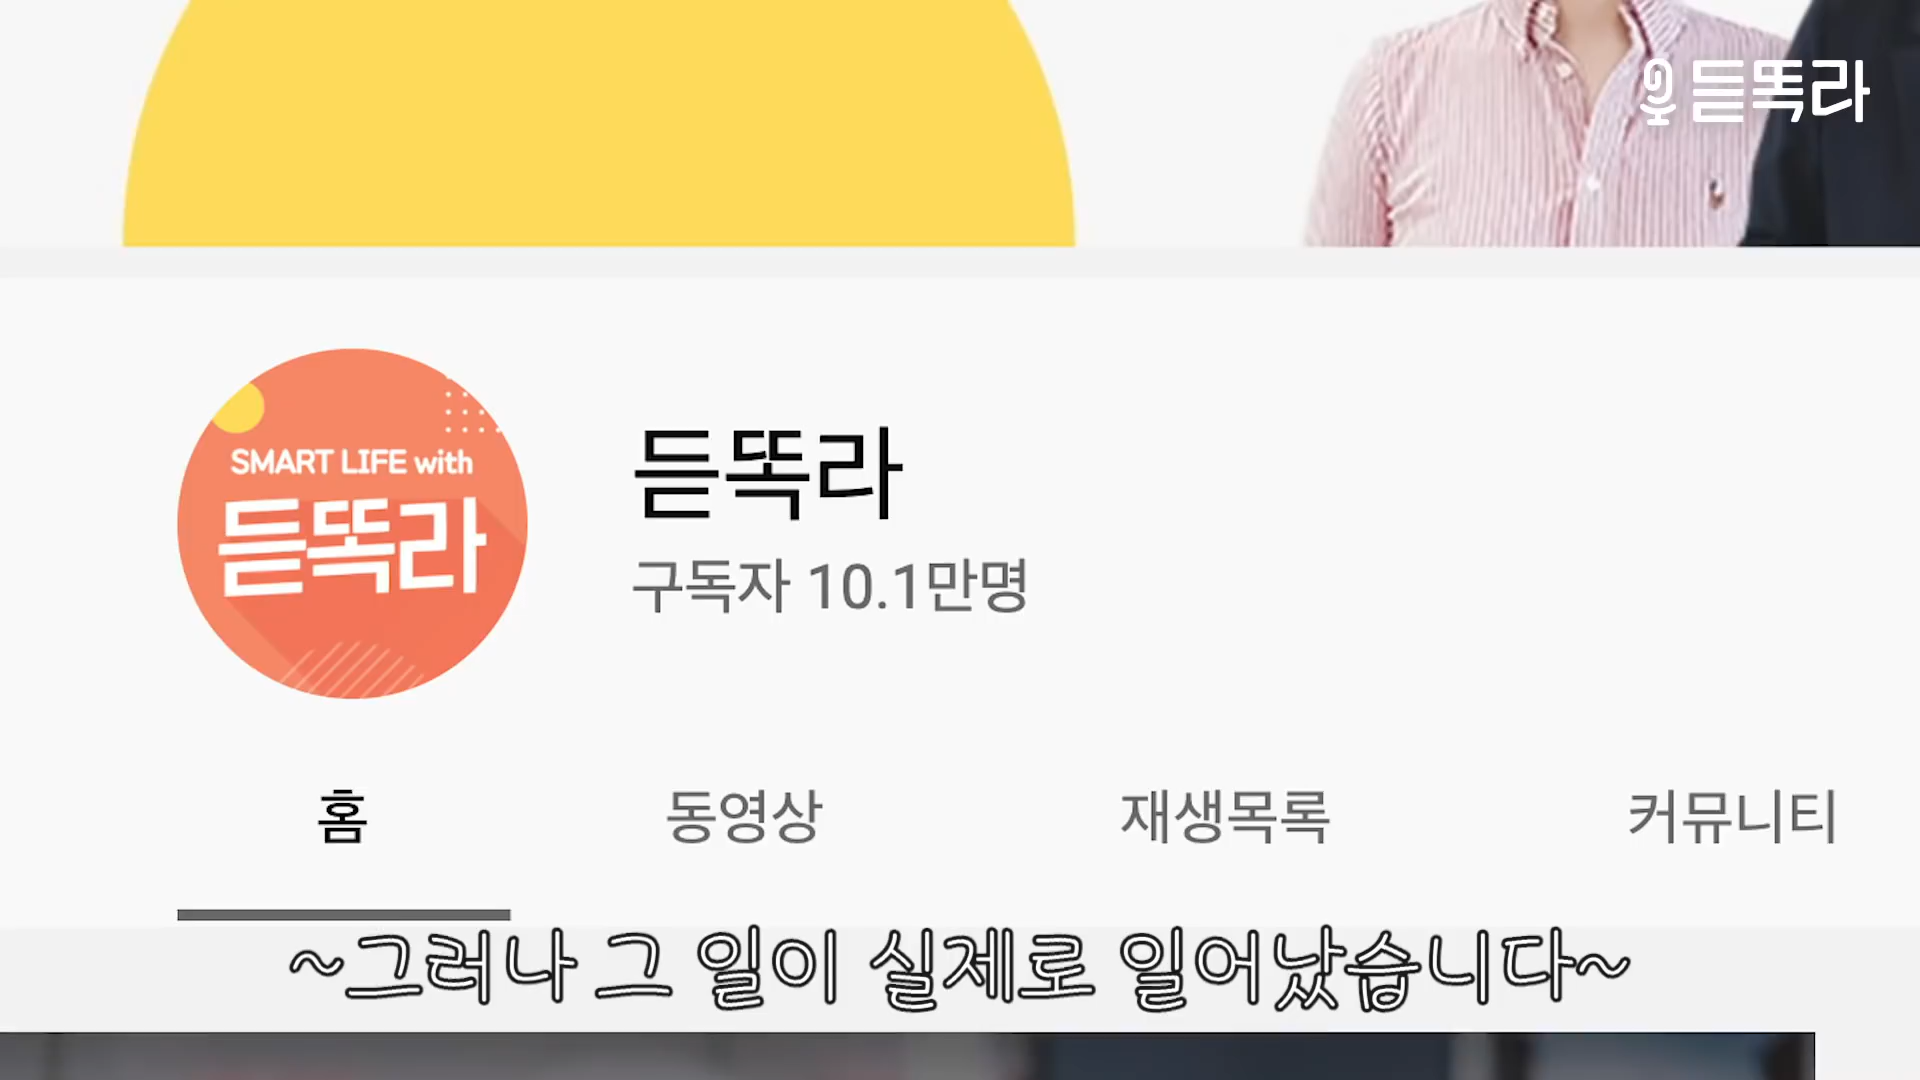 듣똑라
SMART LIFE with
듣똑라
듣똑라
구독자 10.1만명
홈
동영상
재생목록
커뮤니티
~그러나 그 일이 실제로 일어났습니다~